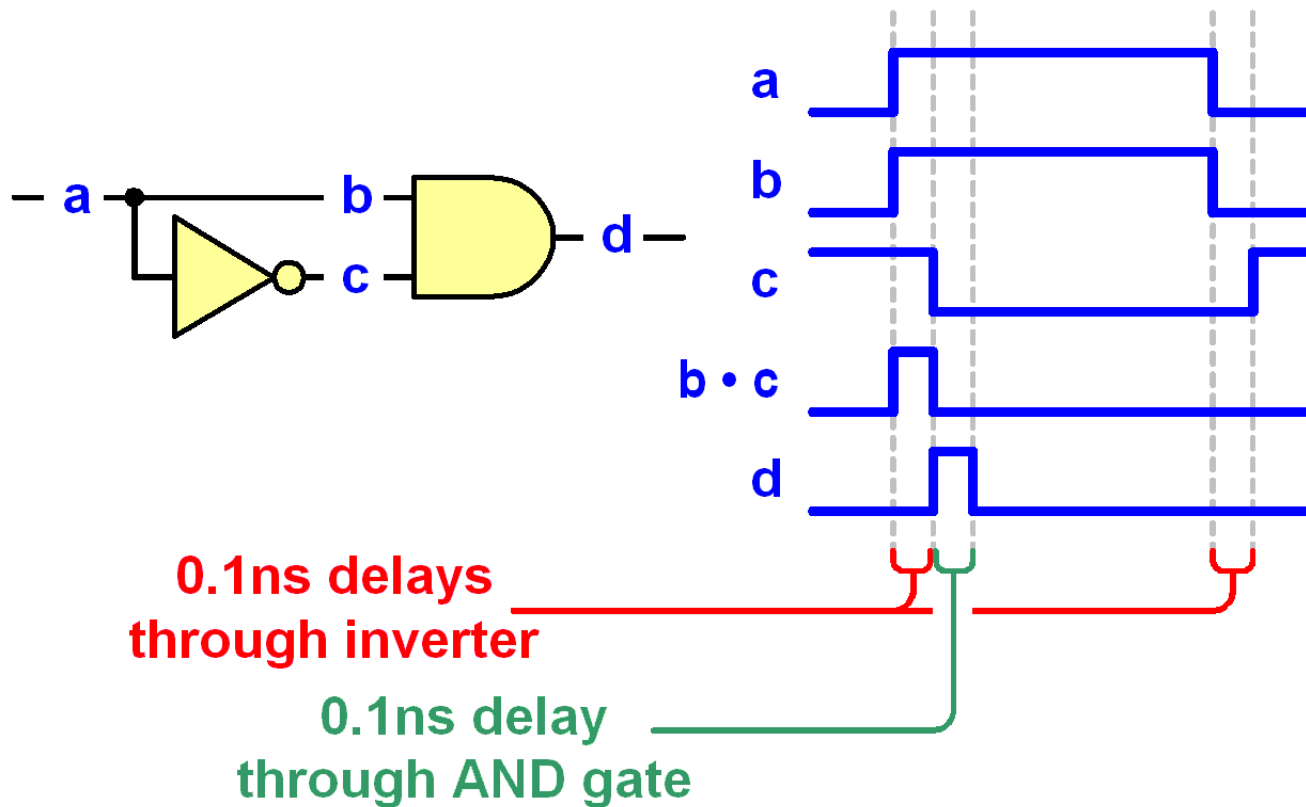 a
b
c
d
a
b
c
b • c
d
0.1ns delays
through inverter
0.1ns delay
through AND gate